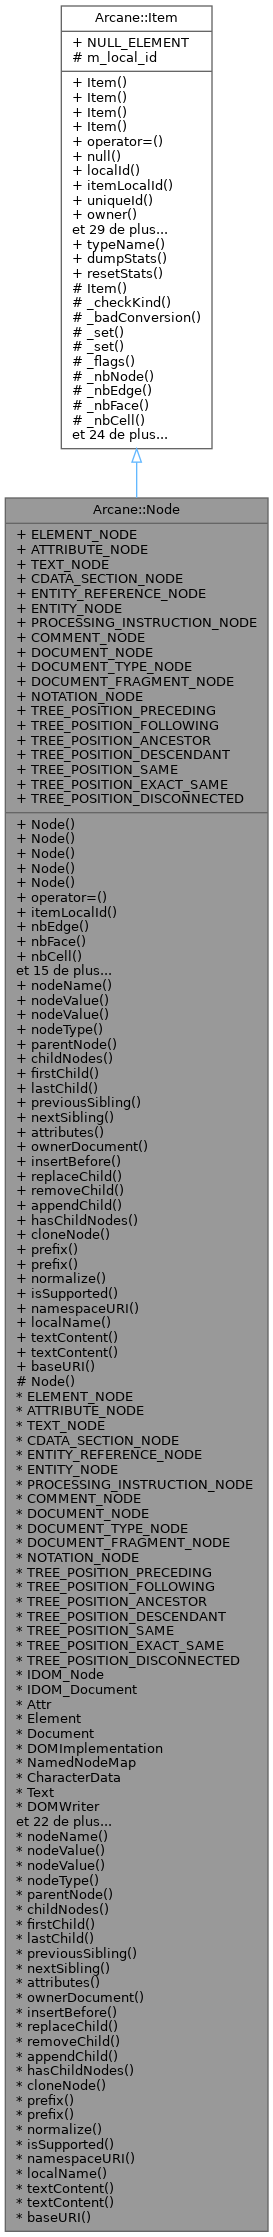 Arcane::Item
+ NULL_ELEMENT
# m_local_id
+ Item()
+ Item()
+ Item()
+ Item()
+ operator=()
+ null()
+ localId()
+ itemLocalId()
+ uniqueId()
+ owner()
et 29 de plus...
+ typeName()
+ dumpStats()
+ resetStats()
# Item()
# _checkKind()
# _badConversion()
# _set()
# _set()
# _flags()
# _nbNode()
# _nbEdge()
# _nbFace()
# _nbCell()
et 24 de plus...
Arcane::Node
+ ELEMENT_NODE
+ ATTRIBUTE_NODE
+ TEXT_NODE
+ CDATA_SECTION_NODE
+ ENTITY_REFERENCE_NODE
+ ENTITY_NODE
+ PROCESSING_INSTRUCTION_NODE
+ COMMENT_NODE
+ DOCUMENT_NODE
+ DOCUMENT_TYPE_NODE
+ DOCUMENT_FRAGMENT_NODE
+ NOTATION_NODE
+ TREE_POSITION_PRECEDING
+ TREE_POSITION_FOLLOWING
+ TREE_POSITION_ANCESTOR
+ TREE_POSITION_DESCENDANT
+ TREE_POSITION_SAME
+ TREE_POSITION_EXACT_SAME
+ TREE_POSITION_DISCONNECTED
+ Node()
+ Node()
+ Node()
+ Node()
+ Node()
+ operator=()
+ itemLocalId()
+ nbEdge()
+ nbFace()
+ nbCell()
et 15 de plus...
+ nodeName()
+ nodeValue()
+ nodeValue()
+ nodeType()
+ parentNode()
+ childNodes()
+ firstChild()
+ lastChild()
+ previousSibling()
+ nextSibling()
+ attributes()
+ ownerDocument()
+ insertBefore()
+ replaceChild()
+ removeChild()
+ appendChild()
+ hasChildNodes()
+ cloneNode()
+ prefix()
+ prefix()
+ normalize()
+ isSupported()
+ namespaceURI()
+ localName()
+ textContent()
+ textContent()
+ baseURI()
# Node()
* ELEMENT_NODE
* ATTRIBUTE_NODE
* TEXT_NODE
* CDATA_SECTION_NODE
* ENTITY_REFERENCE_NODE
* ENTITY_NODE
* PROCESSING_INSTRUCTION_NODE
* COMMENT_NODE
* DOCUMENT_NODE
* DOCUMENT_TYPE_NODE
* DOCUMENT_FRAGMENT_NODE
* NOTATION_NODE
* TREE_POSITION_PRECEDING
* TREE_POSITION_FOLLOWING
* TREE_POSITION_ANCESTOR
* TREE_POSITION_DESCENDANT
* TREE_POSITION_SAME
* TREE_POSITION_EXACT_SAME
* TREE_POSITION_DISCONNECTED
* IDOM_Node
* IDOM_Document
* Attr
* Element
* Document
* DOMImplementation
* NamedNodeMap
* CharacterData
* Text
* DOMWriter
et 22 de plus...
* nodeName()
* nodeValue()
* nodeValue()
* nodeType()
* parentNode()
* childNodes()
* firstChild()
* lastChild()
* previousSibling()
* nextSibling()
* attributes()
* ownerDocument()
* insertBefore()
* replaceChild()
* removeChild()
* appendChild()
* hasChildNodes()
* cloneNode()
* prefix()
* prefix()
* normalize()
* isSupported()
* namespaceURI()
* localName()
* textContent()
* textContent()
* baseURI()